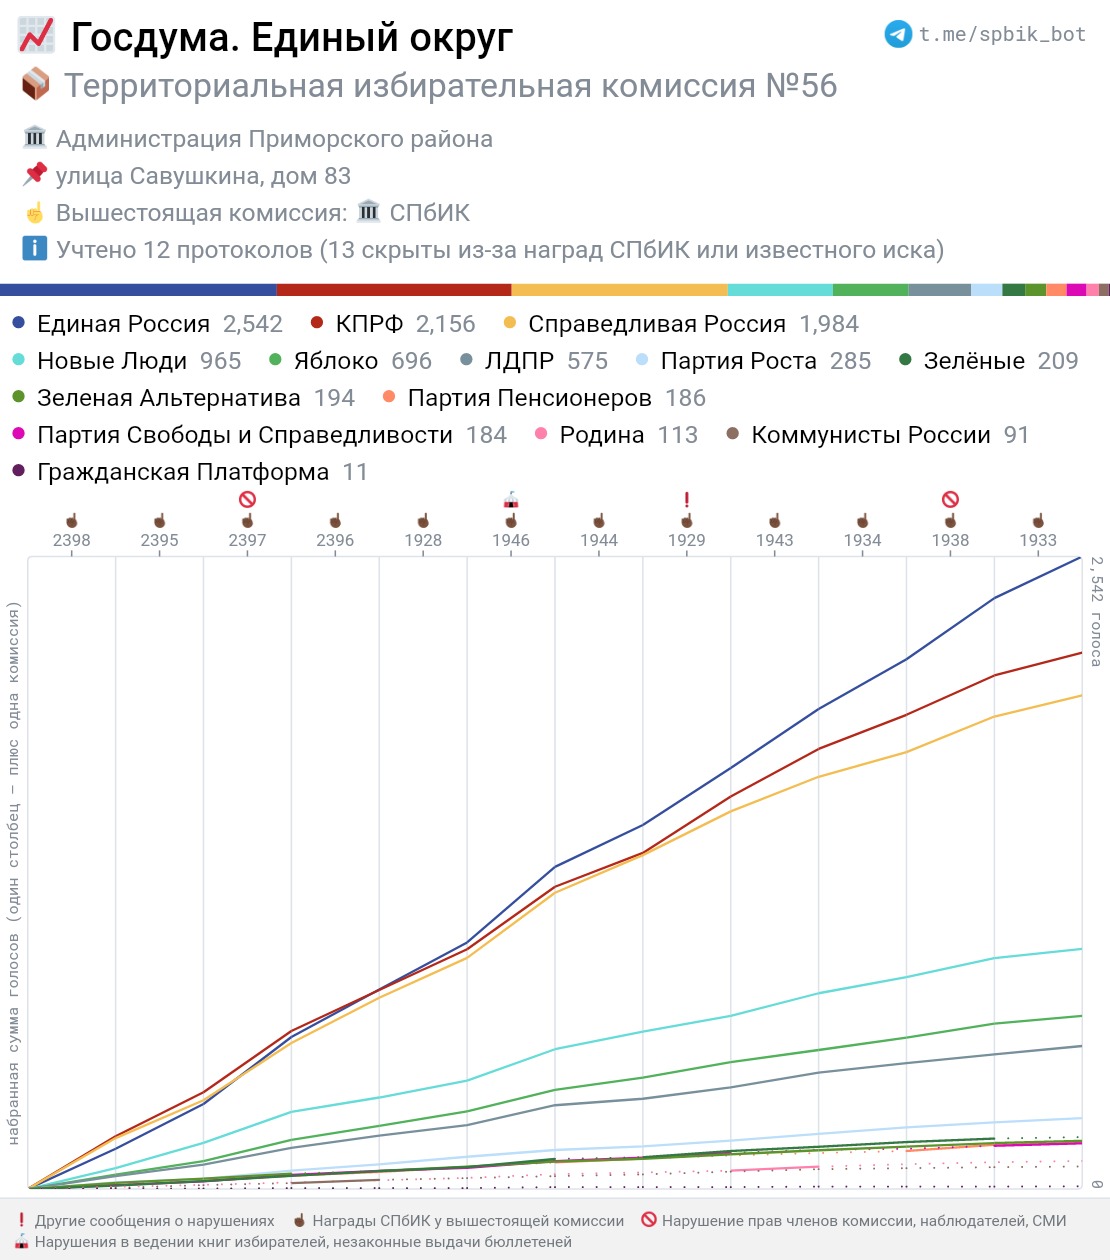 Госдума. Единый округ
t.me/spbik_bot
Территориальная избирательная комиссия №56
Администрация Приморского района
улица Савушкина, дом 83
Вышестоящая комиссия: СПбИК
Учтено 12 протоколов (13 скрыты из-за наград СПбИК или известного иска)
Единая Россия 2,542 КПРФ 2,156 Справедливая Россия 1,984
Новые Люди 965 Яблоко 696 ЛДПР 575 Партия Роста 285 Зелёные 209
Зеленая Альтернатива 194 Партия Пенсионеров 186
Партия Свободы и Справедливости 184 Родина 113 Коммунисты России 91
Гражданская Платформа 11
2398 2395 2397 2396 1928 1946 1944 1929 1943 1934 1938 1933
набранная сумма голосов (один столбец — плюс одна комиссия)
2,542 голоса
0
Другие сообщения о нарушениях Награды СПбИК у вышестоящей комиссии Нарушение прав членов комиссии, наблюдателей, СМИ
Нарушения в ведении книг избирателей, незаконные выдачи бюллетеней